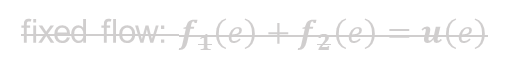 fixed flow: f₁(e) + f₂(e) = u(e)